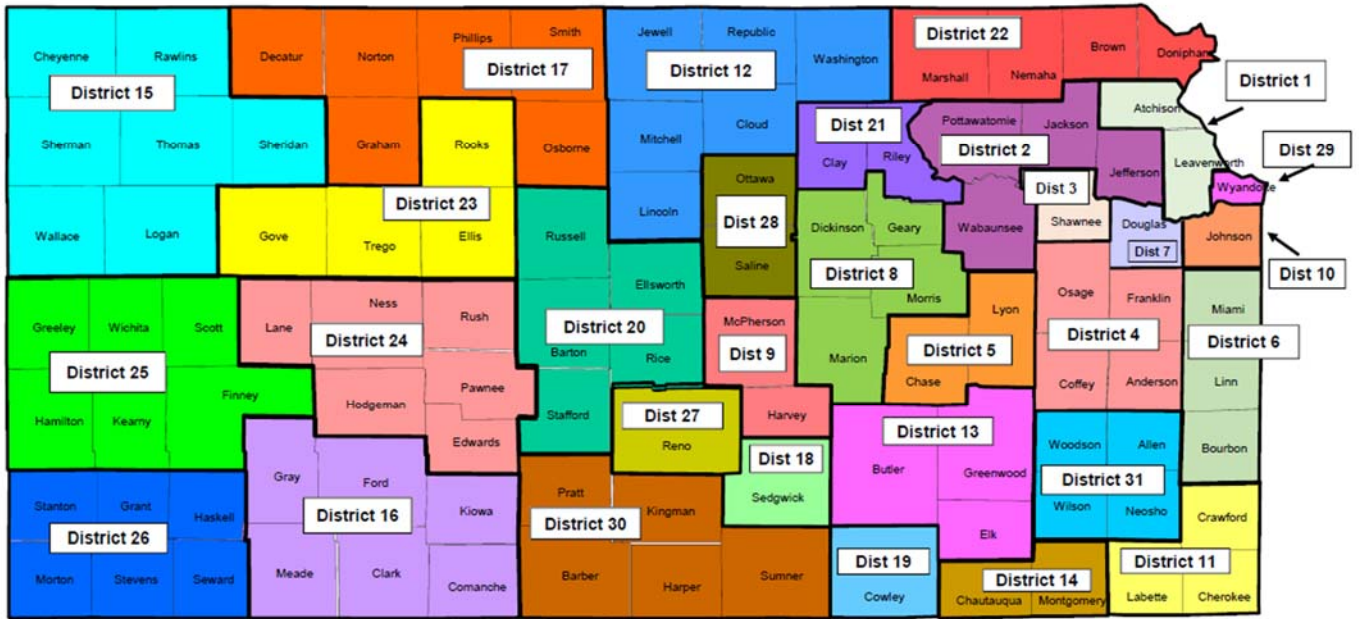 Jewell
Republic
Phillips
Smith
District 22
Brown
Doniphan
Cheyenne
Rawlins
Decatur
Norton
District 17
District 12
Washington
Marshall
Nemaha
District 1
District 15
Atchison
Dist 21
Pottawatomie
Jackson
Cloud
Mitchell
Sherman
Thomas
Sheridan
Graham
Rooks
Osborne
District 2
Clay
Riley
Leavenworth
Dist 29
Ottawa
Jefferson
Dist 3
Wyandotte
District 23
Lincoln
Dist 28
Dickinson
Geary
Wabaunsee
Shawnee
Douglas
Johnson
Wallace
Logan
Gove
Trego
Ellis
Russell
Dist 7
Saline
District 8
Dist 10
Ellsworth
Osage
Franklin
Morris
Ness
Lyon
Miami
Greeley
Wichita
Scott
Lane
Rush
McPherson
District 24
District 20
District 4
District 6
District 5
Barton
Rice
Dist 9
Marion
District 25
Chase
Coffey
Anderson
Linn
Pawnee
Finney
Hodgeman
Hamilton
Kearny
Stafford
Dist 27
Harvey
District 13
Edwards
Reno
Woodson
Allen
Bourbon
Gray
Ford
Dist 18
Butler
Greenwood
District 31
Pratt
Sedgwick
Stanton
Grant
Haskell
Kiowa
Kingman
Wilson
Neosho
Crawford
District 26
District 16
District 30
Elk
Dist 19
District 14
District 11
Morton
Stevens
Seward
Meade
Clark
Comanche
Barber
Harper
Sumner
Cowley
Chautauqua
Montgomery
Labette
Cherokee